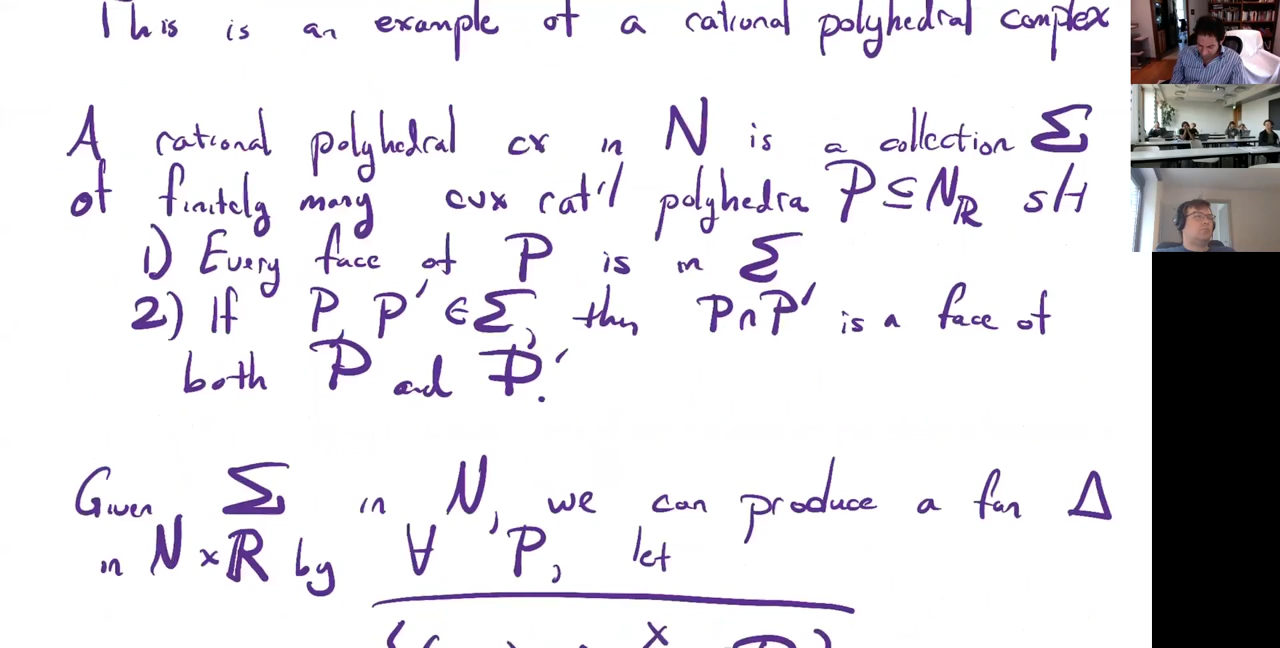 This is an example of a rational polyhedral complex
A rational polyhedral cx in N is a collection Σ
of finitely many cvx rat'l polyhedra P ⊆ N_ℝ s.t.
1) Every face of P is in Σ
2) If P, P' ∈ Σ, then P∩P' is a face of
both P and P'.
Given Σ in N, we can produce a fan Δ
in N × ℝ by ∀ P, let
x